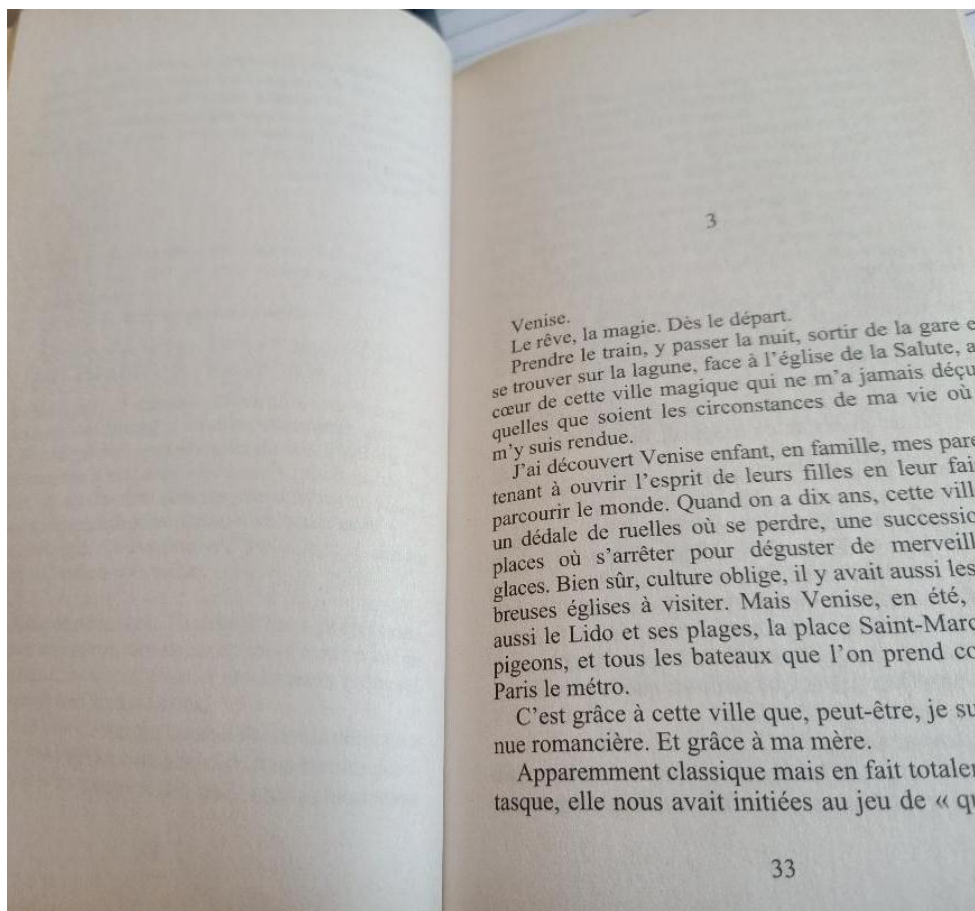 3
Venise.
Le rêve, la magie. Dès le départ.
Prendre le train, y passer la nuit, sortir de la gare e
se trouver sur la lagune, face à l'église de la Salute, a
cœur de cette ville magique qui ne m'a jamais déçu
quelles que soient les circonstances de ma vie où
m'y suis rendue.
J'ai découvert Venise enfant, en famille, mes pare
tenant à ouvrir l'esprit de leurs filles en leur fai
parcourir le monde. Quand on a dix ans, cette ville
un dédale de ruelles où se perdre, une successio
places où s'arrêter pour déguster de merveill
glaces. Bien sûr, culture oblige, il y avait aussi les
breuses églises à visiter. Mais Venise, en été,
aussi le Lido et ses plages, la place Saint-Marc
pigeons, et tous les bateaux que l'on prend co
Paris le métro.
C'est grâce à cette ville que, peut-être, je su
nue romancière. Et grâce à ma mère.
Apparemment classique mais en fait totale
tasque, elle nous avait initiées au jeu de « qu
33